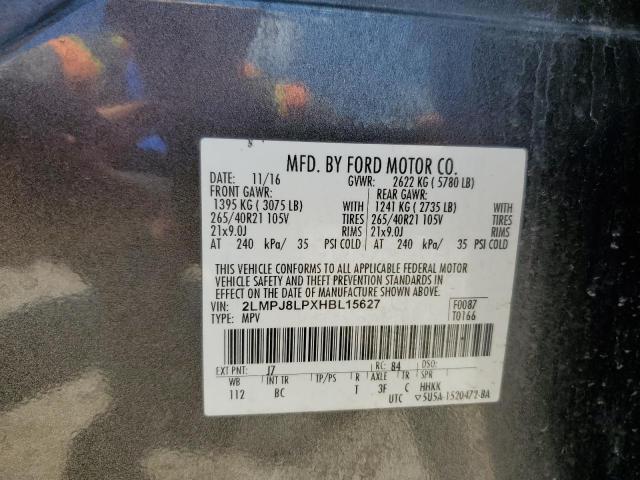 MFD. BY FORD MOTOR CO.
DATE: 11/16 GVWR: 2622 KG ( 5780 LB)
FRONT GAWR: REAR GAWR:
1395 KG ( 3075 LB) WITH 1241 KG ( 2735 LB) WITH
265/40R21 105V TIRES 265/40R21 105V TIRES
21x9.0J RIMS 21x9.0J RIMS
AT 240 kPa/ 35 PSI COLD AT 240 kPa/ 35 PSI COLD
THIS VEHICLE CONFORMS TO ALL APPLICABLE FEDERAL MOTOR
VEHICLE SAFETY AND THEFT PREVENTION STANDARDS IN
EFFECT ON THE DATE OF MANUFACTURE SHOWN ABOVE.
VIN: 2LMPJ8LPXHBL15627 F0087
TYPE: MPV T0166
EXT PNT: J7 RC: 84 DSO:
WB INT TR TP/PS R AXLE TR SPR
112 BC T 3F C HHKK
UTC ▽5U5A-1520472-BA